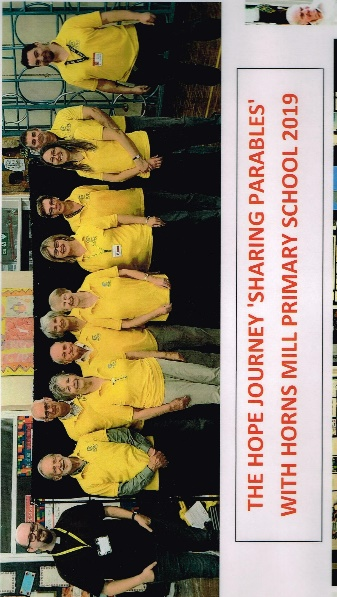 THE HOPE JOURNEY 'SHARING PARABLES'
WITH HORNS MILL PRIMARY SCHOOL 2019